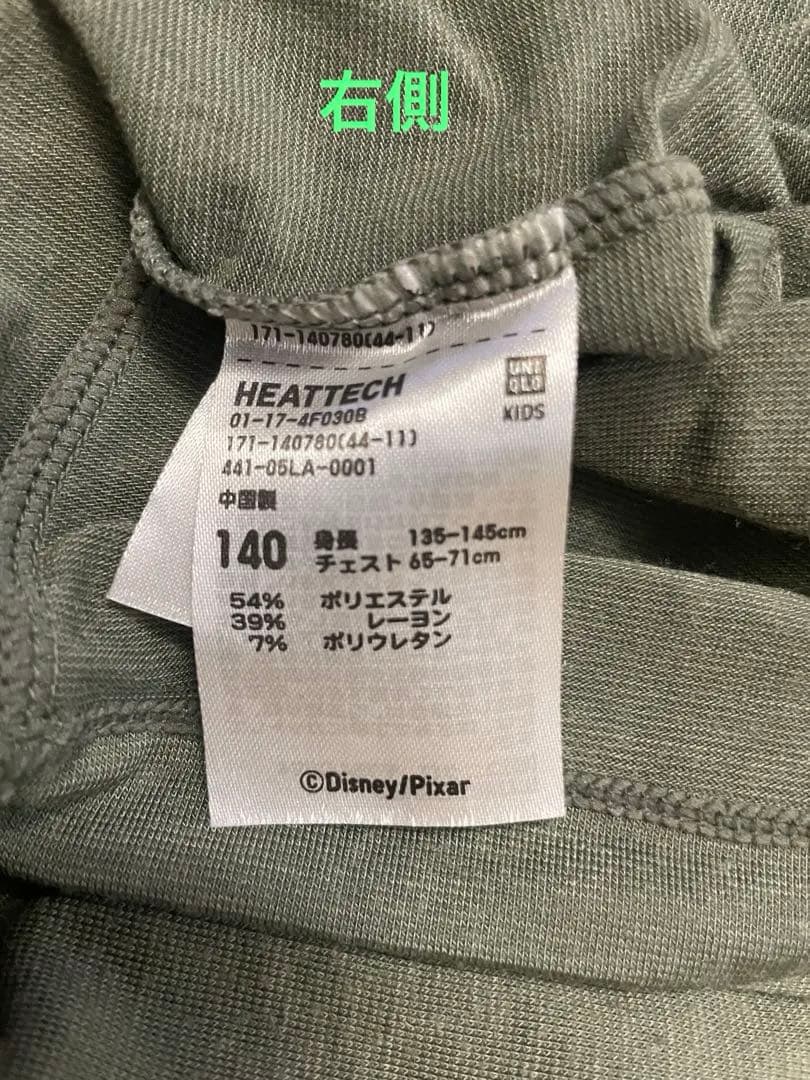 右側
171-140780(44-11)
HEATTECH
UNI
QLO
KIDS
01-17-4F030B
171-140780(44-11)
441-05LA-0001
中国製
140 身長 135-145cm
チェスト 65-71cm
54% ポリエステル
39% レーヨン
7% ポリウレタン
©Disney/Pixar